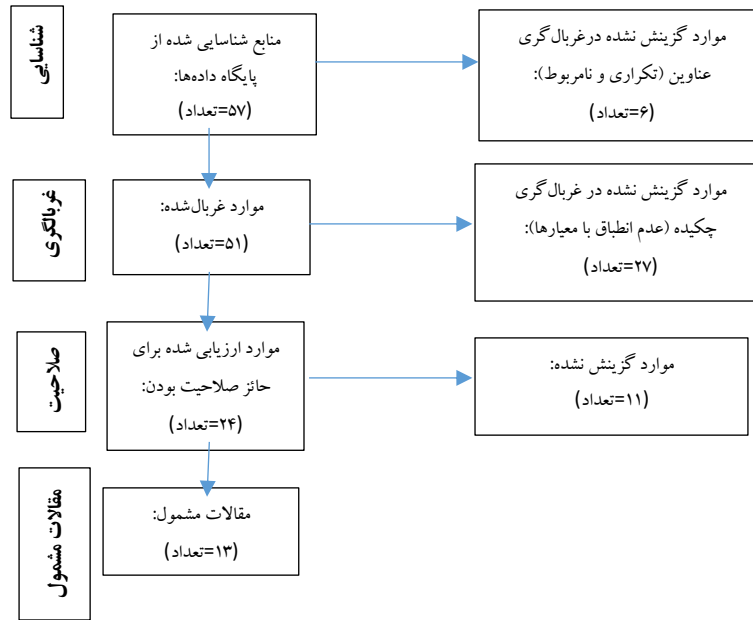 شناسایی
منابع شناسایی شده از
پایگاه داده‌ها:
(تعداد=۵۷)
موارد گزینش نشده درغربال‌گری
عناوین (تکراری و نامربوط):
(تعداد=۶)
غربالگری
موارد غربال‌شده:
(تعداد=۵۱)
موارد گزینش نشده در غربال‌گری
چکیده (عدم انطباق با معیارها):
(تعداد=۲۷)
صلاحیت
موارد ارزیابی شده برای
حائز صلاحیت بودن:
(تعداد=۲۴)
موارد گزینش نشده:
(تعداد=۱۱)
مقالات مشمول
مقالات مشمول:
(تعداد=۱۳)